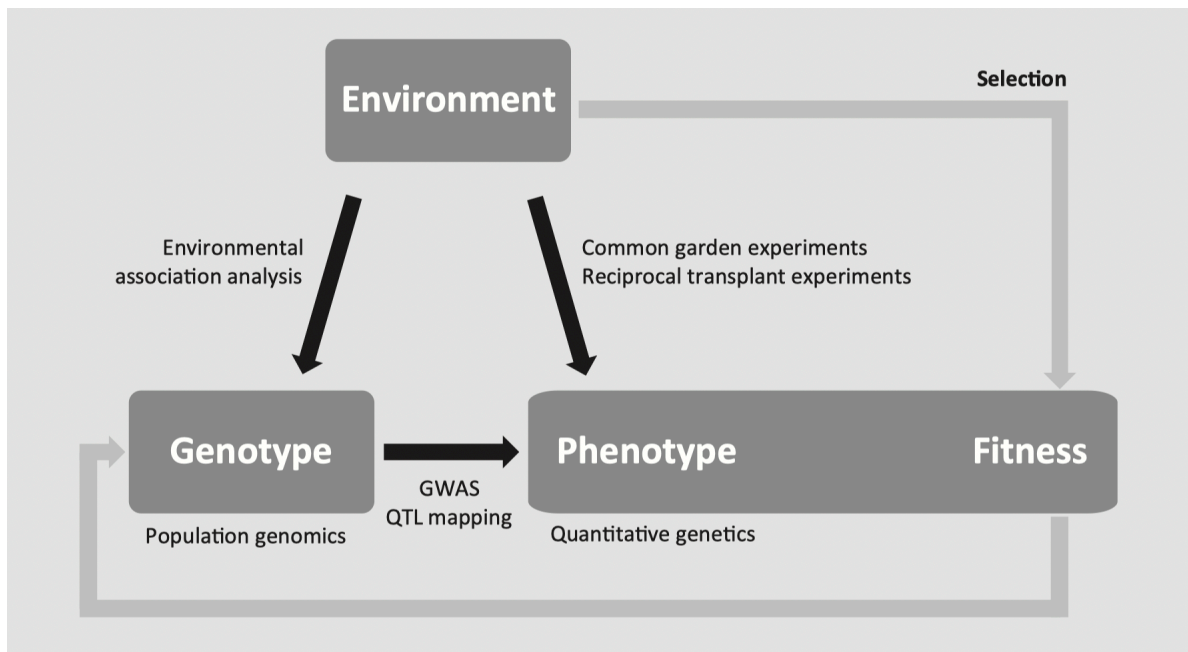 Environment
Selection
Environmental
association analysis
Common garden experiments
Reciprocal transplant experiments
Genotype
Phenotype
Fitness
GWAS
QTL mapping
Population genomics
Quantitative genetics